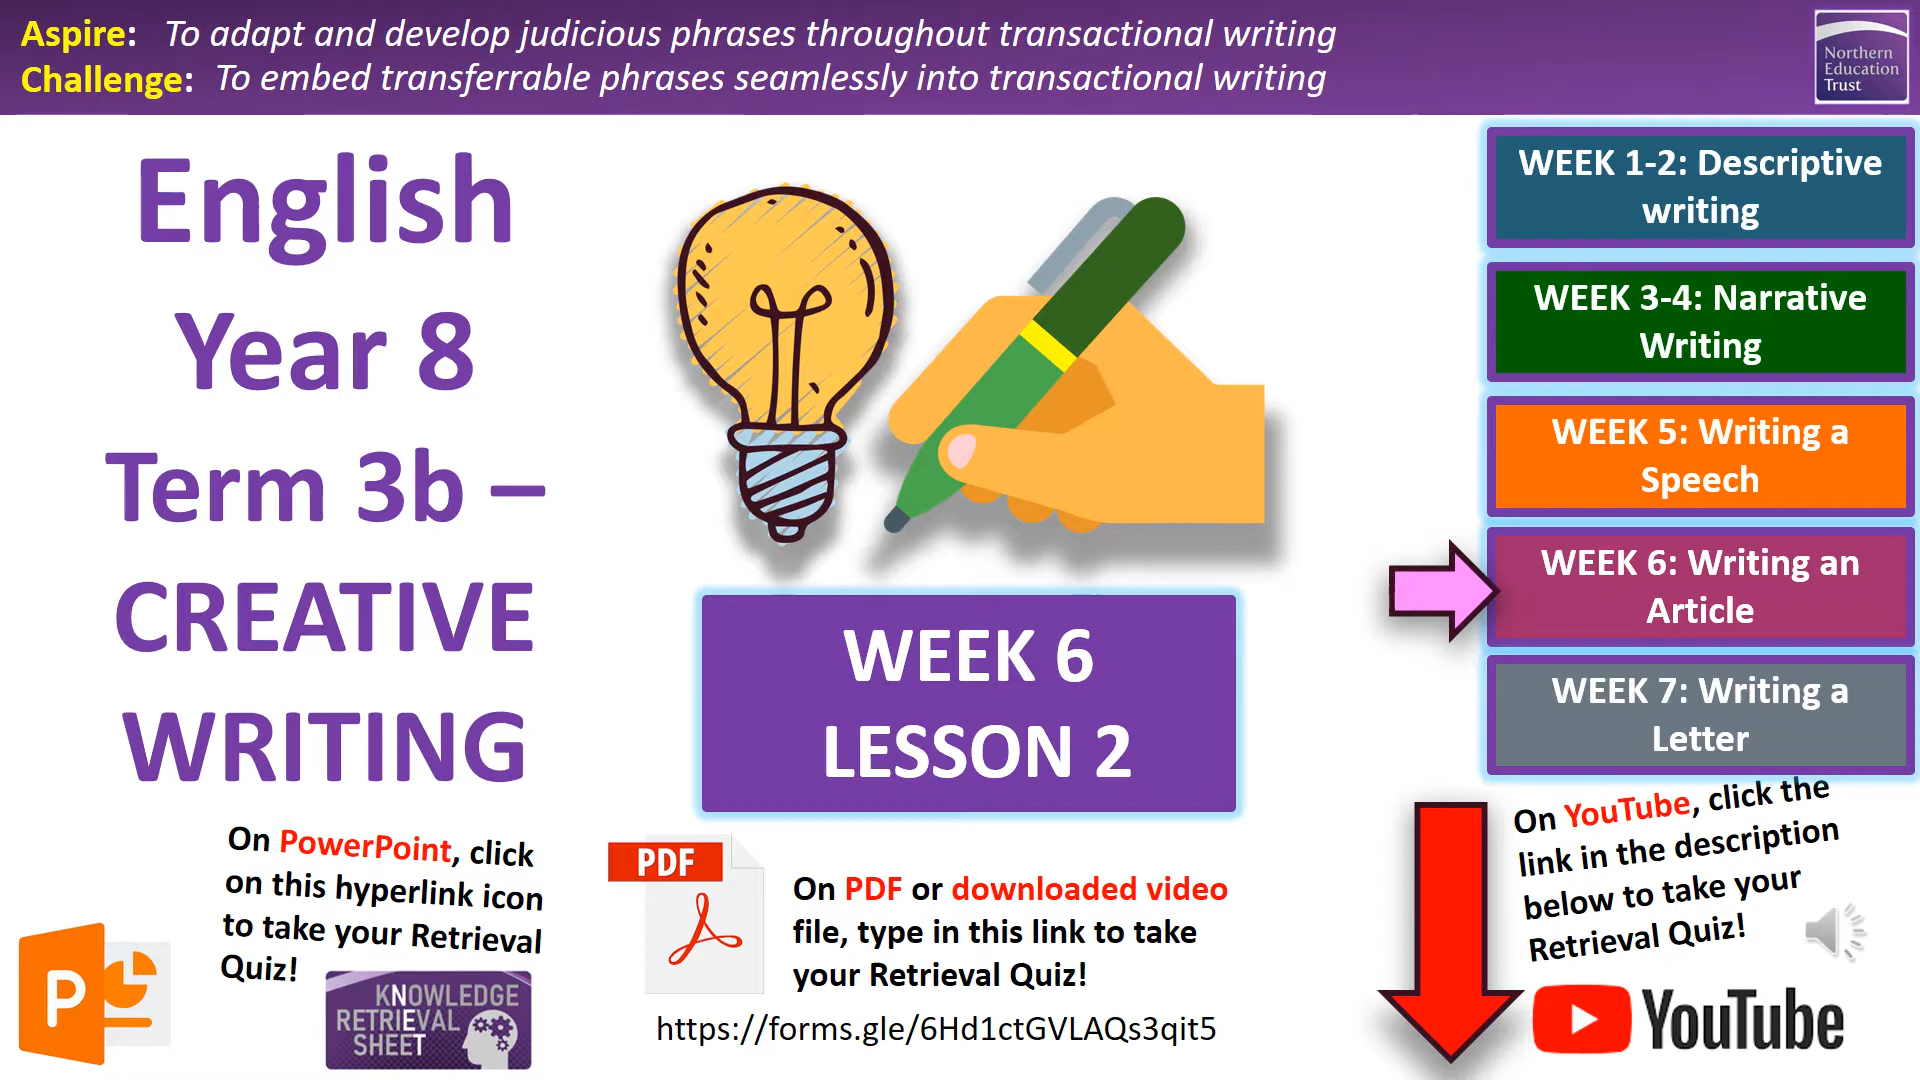 Aspire: To adapt and develop judicious phrases throughout transactional writing
Challenge: To embed transferrable phrases seamlessly into transactional writing
Northern
Education
Trust
English
Year 8
Term 3b –
CREATIVE
WRITING
WEEK 6
LESSON 2
WEEK 1-2: Descriptive
writing
WEEK 3-4: Narrative
Writing
WEEK 5: Writing a
Speech
WEEK 6: Writing an
Article
WEEK 7: Writing a
Letter
On PowerPoint, click
on this hyperlink icon
to take your Retrieval
Quiz!
P
KNOWLEDGE
RETRIEVAL
SHEET
PDF
On PDF or downloaded video
file, type in this link to take
your Retrieval Quiz!
https://forms.gle/6Hd1ctGVLAQs3qit5
On YouTube, click the
link in the description
below to take your
Retrieval Quiz!
YouTube